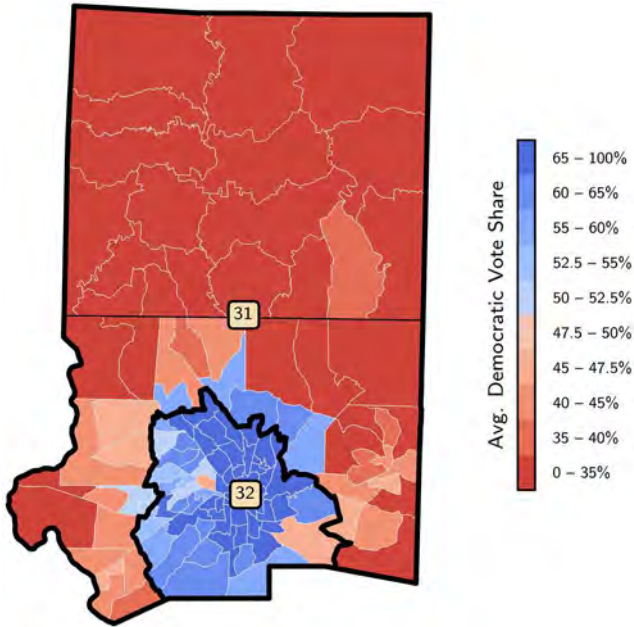 31
32
Avg. Democratic Vote Share
65 – 100%
60 – 65%
55 – 60%
52.5 – 55%
50 – 52.5%
47.5 – 50%
45 – 47.5%
40 – 45%
35 – 40%
0 – 35%